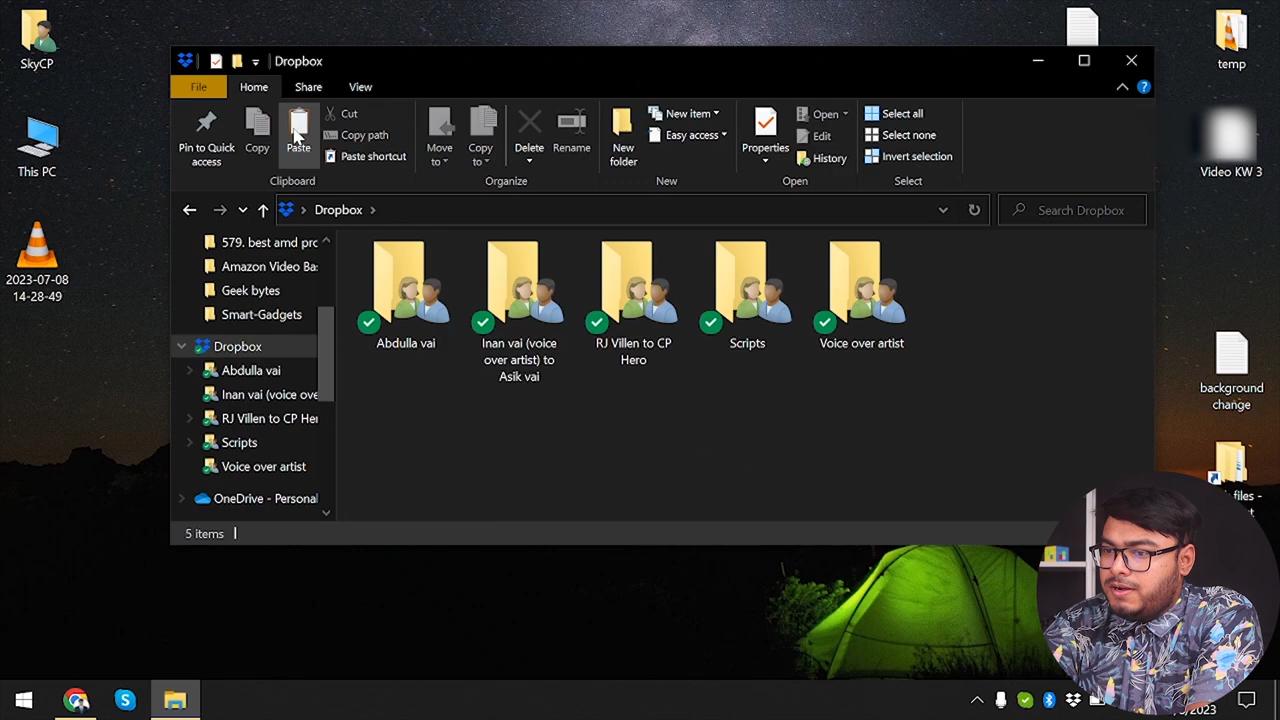 SkyCP
This PC
2023-07-08
14-28-49
Dropbox
File
Home
Share
View
Pin to Quick
access
Copy
Paste
Cut
Copy path
Paste shortcut
Clipboard
Move
to
Copy
to
Delete
Rename
Organize
New
folder
New item
Easy access
New
Properties
Open
Edit
History
Open
Select all
Select none
Invert selection
Select
Dropbox
Search Dropbox
579. best amd pro
Amazon Video Ba
Geek bytes
Smart-Gadgets
Dropbox
Abdulla vai
Inan vai (voice ove
RJ Villen to CP Her
Scripts
Voice over artist
OneDrive - Personal
Abdulla vai
Inan vai (voice
over artist) to
Asik vai
RJ Villen to CP
Hero
Scripts
Voice over artist
5 items
temp
Video KW 3
background
change
files -
/2023